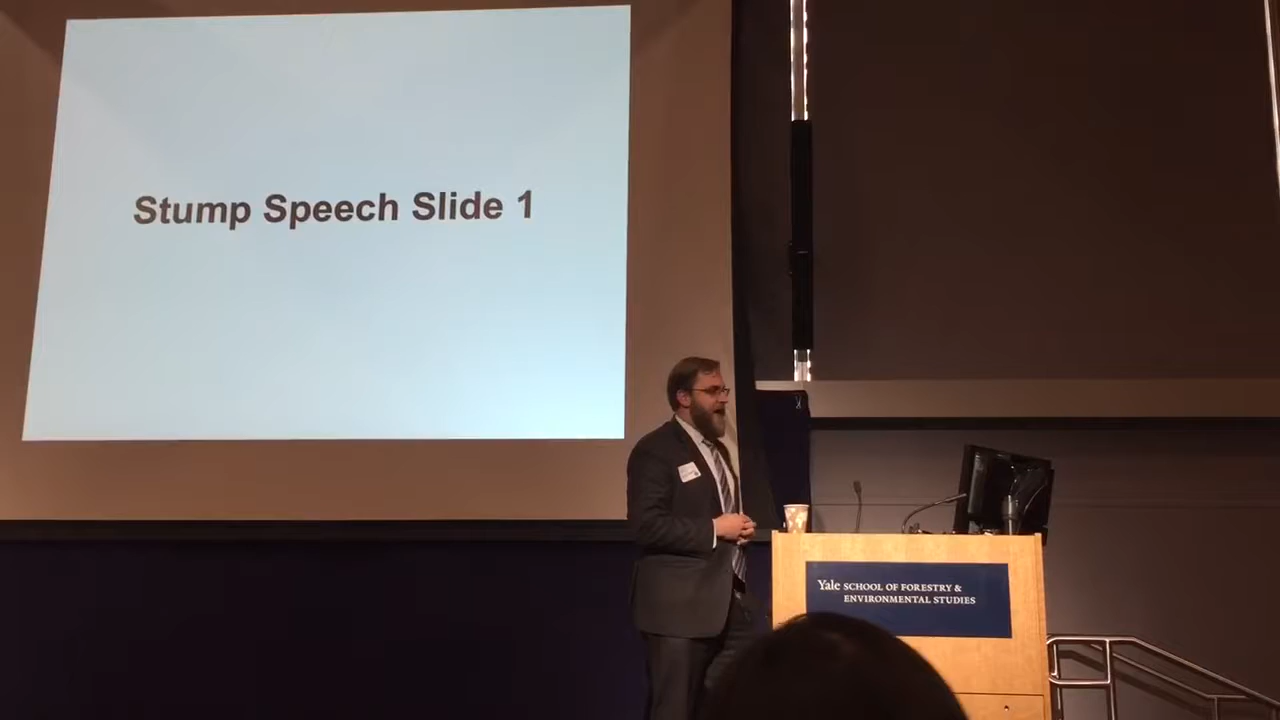 Stump Speech Slide 1
Yale SCHOOL OF FORESTRY &
ENVIRONMENTAL STUDIES